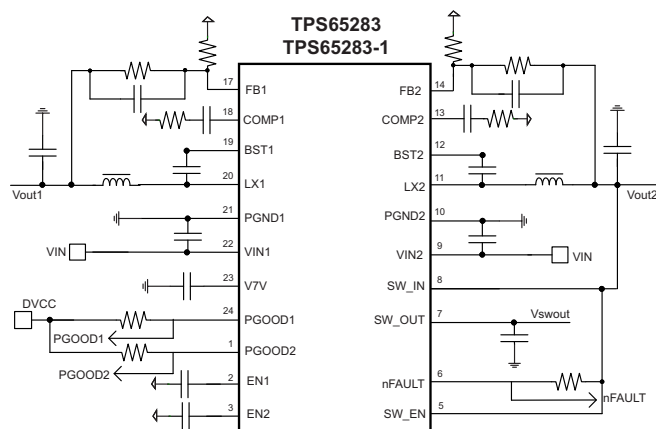 TPS65283
TPS65283-1
17 FB1
18 COMP1
19 BST1
20 LX1
21 PGND1
22 VIN1
23 V7V
24 PGOOD1
1 PGOOD2
2 EN1
3 EN2
FB2 14
COMP2 13
BST2 12
LX2 11
PGND2 10
VIN2 9
SW_IN 8
SW_OUT 7
nFAULT 6
SW_EN 5
Vout1
VIN
DVCC
PGOOD1
PGOOD2
Vout2
VIN
Vswout
nFAULT